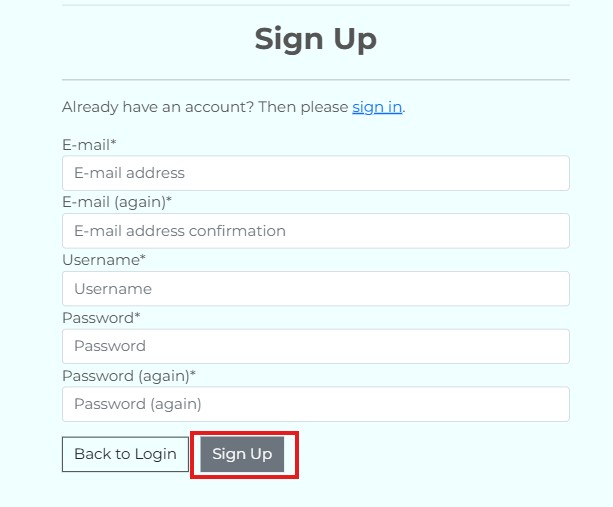 Sign Up
Already have an account? Then please sign in.
E-mail*
E-mail address
E-mail (again)*
E-mail address confirmation
Username*
Username
Password*
Password
Password (again)*
Password (again)
Back to Login Sign Up